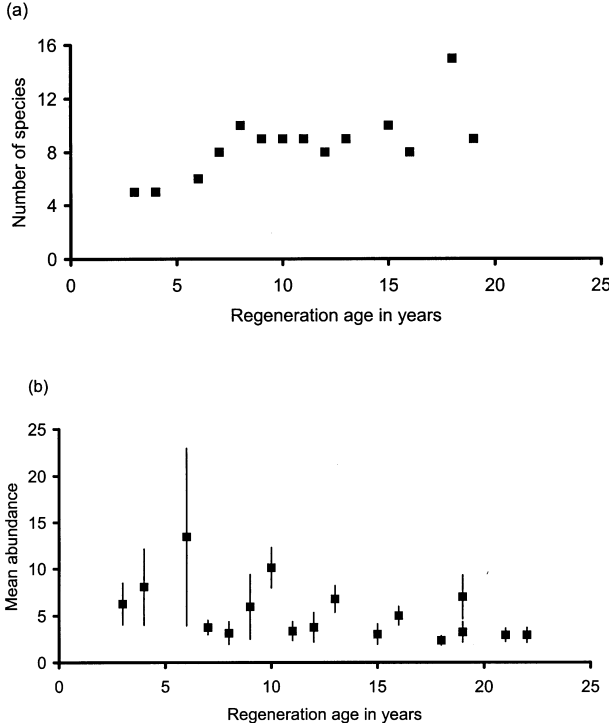 (a)
16
12
8
4
0
Number of species
0 5 10 15 20 25
Regeneration age in years
(b)
25
20
15
10
5
0
Mean abundance
0 5 10 15 20 25
Regeneration age in years